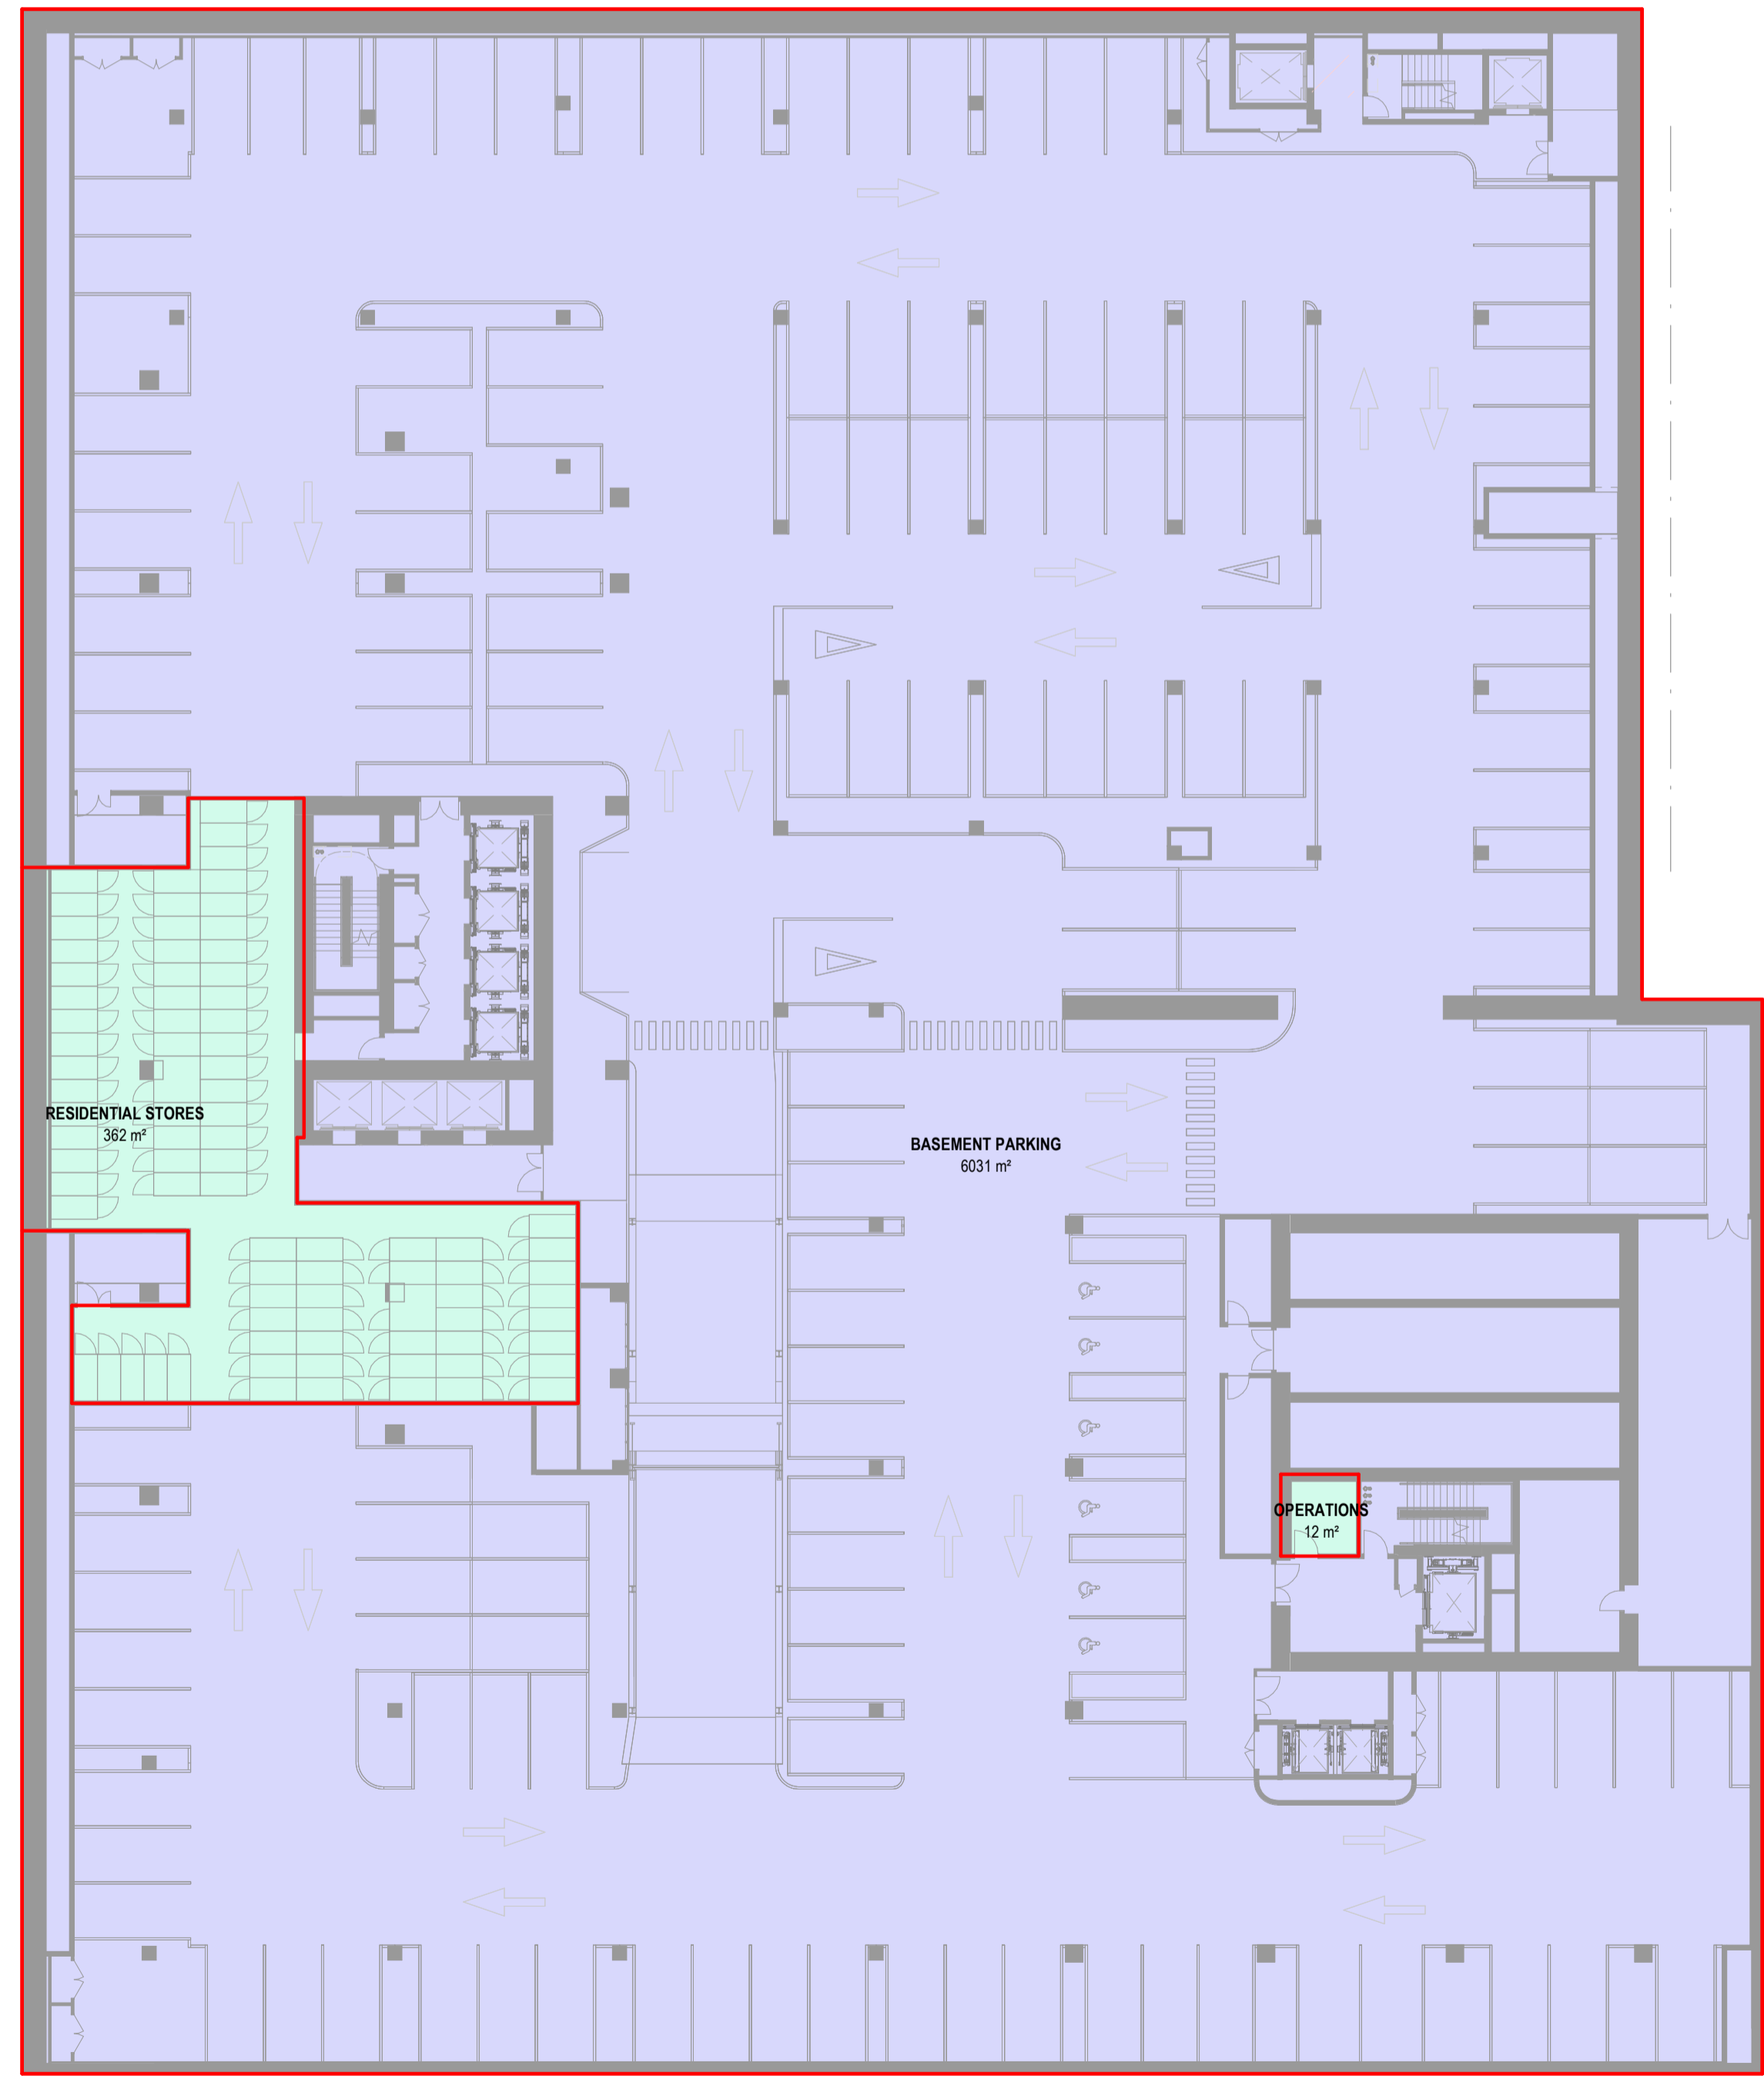 RESIDENTIAL STORES
362 m²
BASEMENT PARKING
6031 m²
OPERATIONS
12 m²